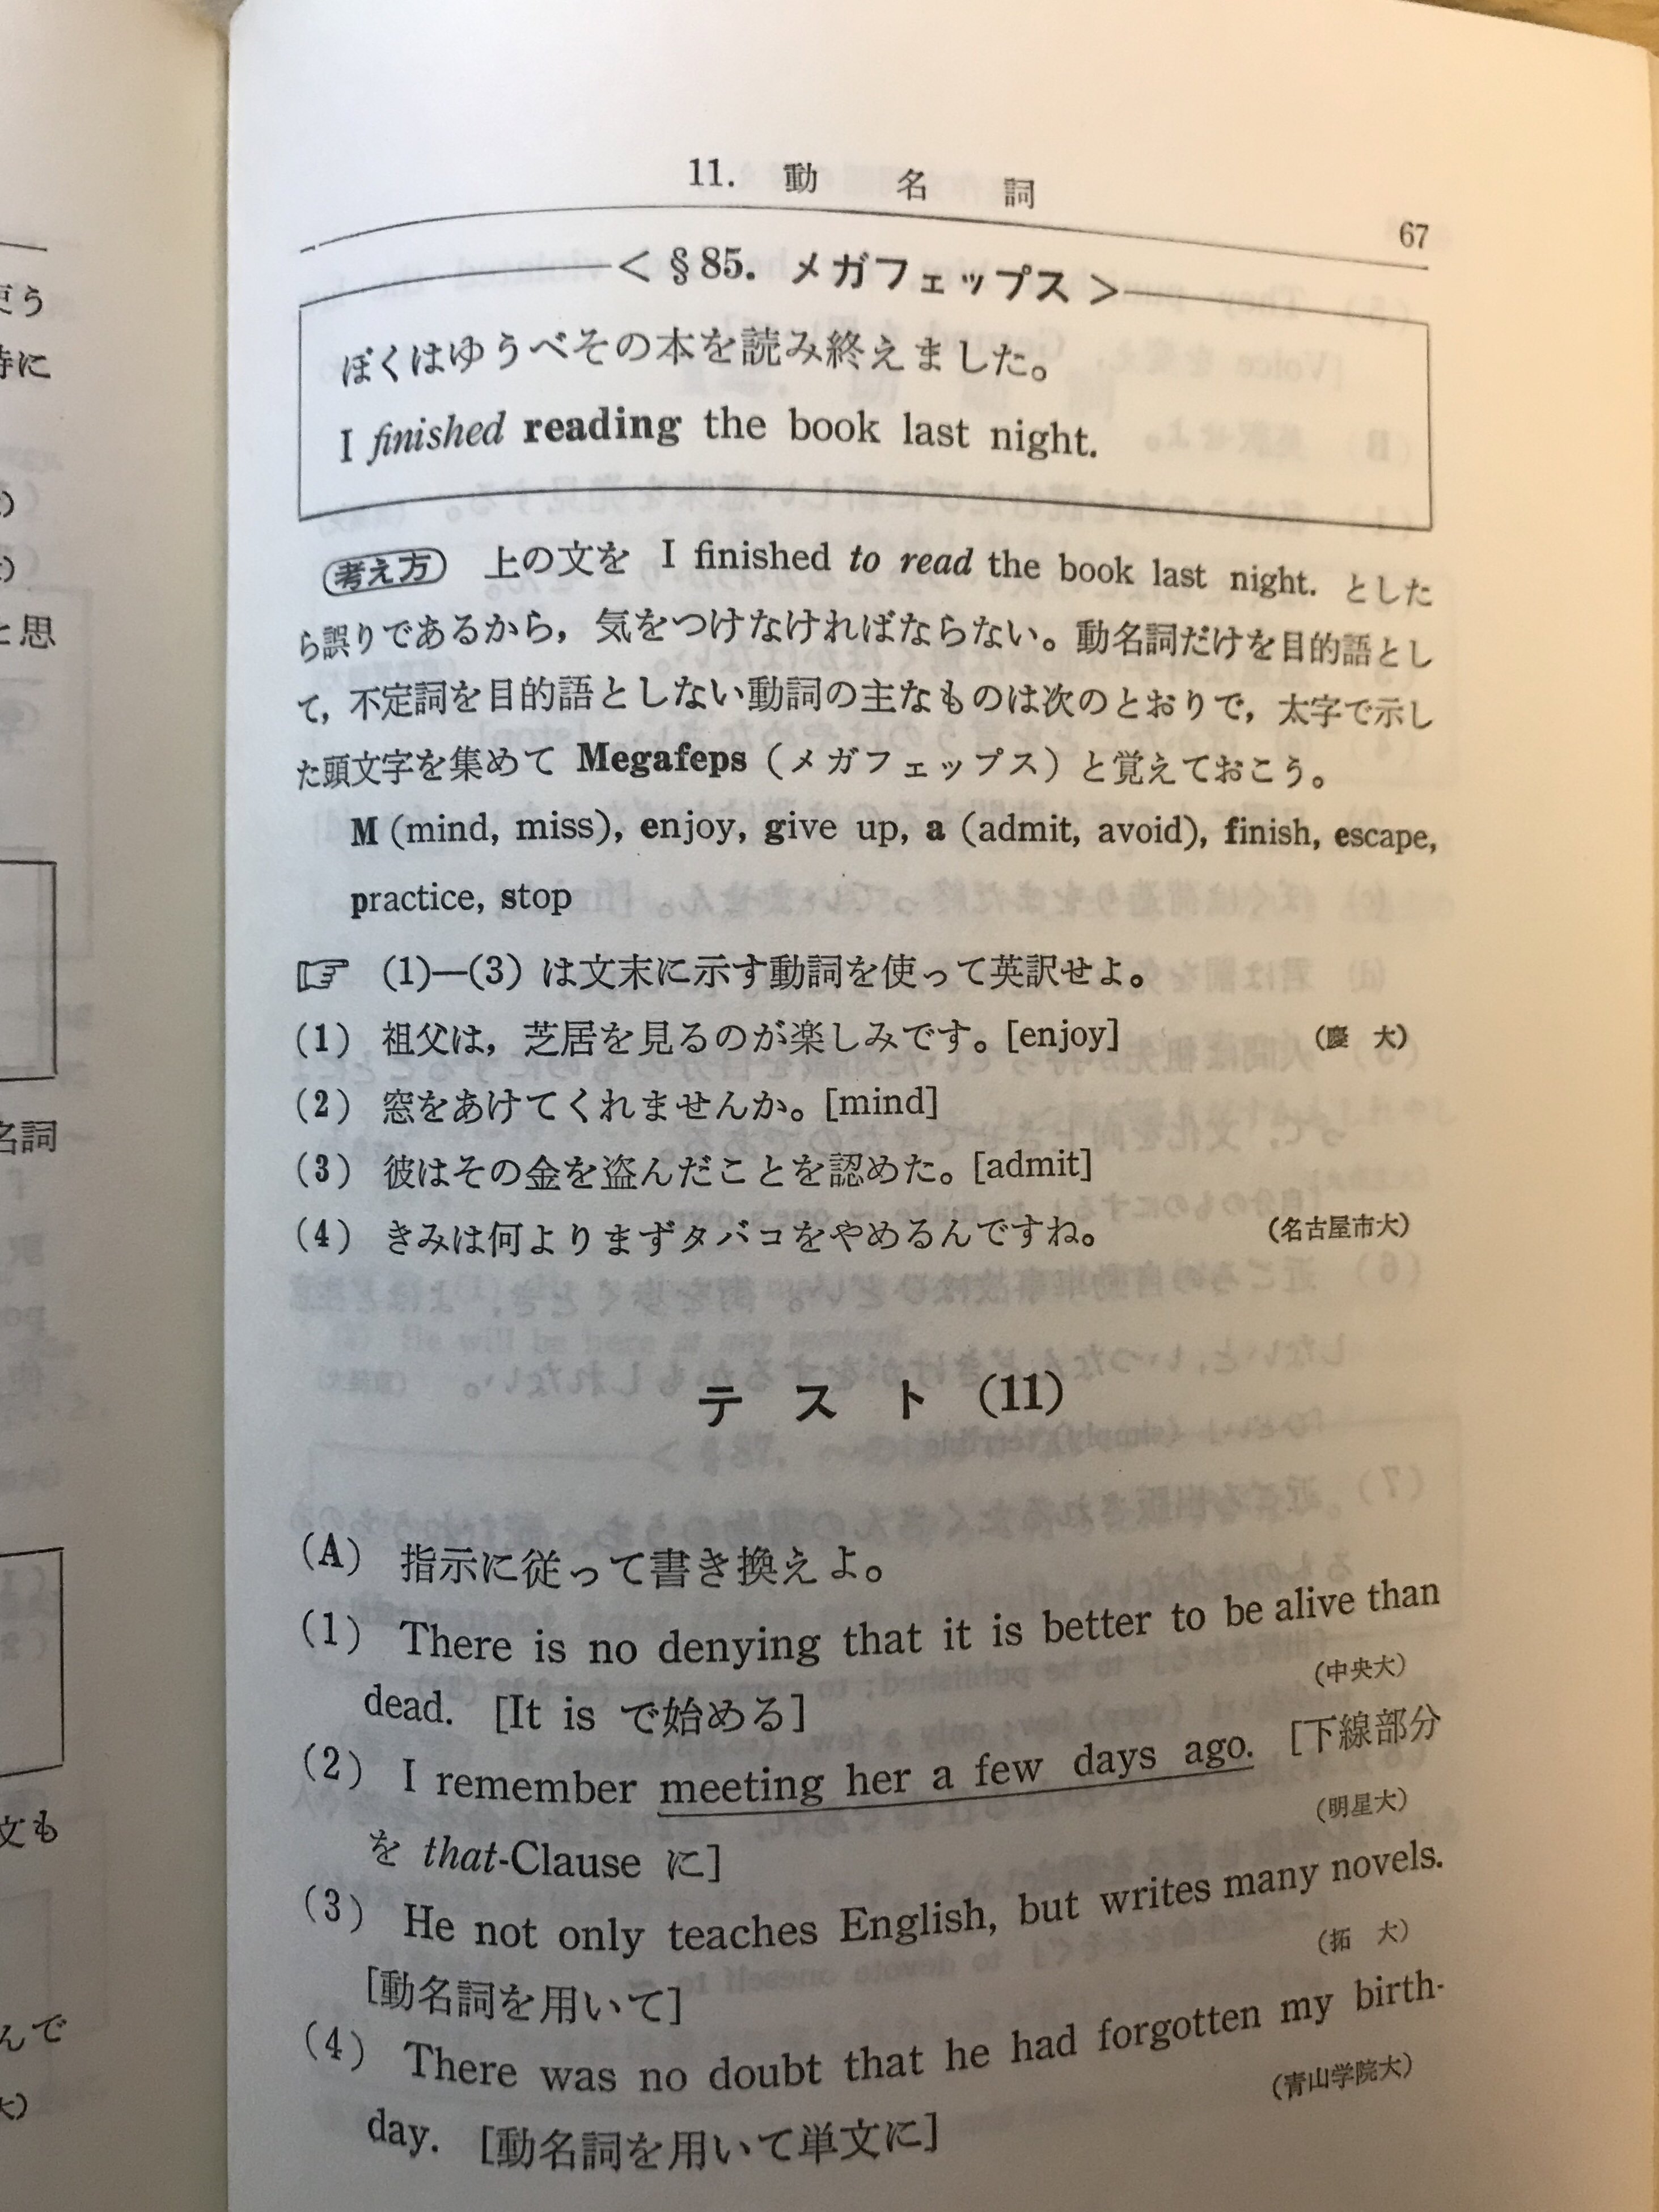 11. 動名詞
67
< §85. メガフェップス >
ぼくはゆうべその本を読み終えました。
I finished reading the book last night.
考え方 上の文を I finished to read the book last night. とした
ら誤りであるから，気をつけなければならない。動名詞だけを目的語とし
て，不定詞を目的語としない動詞の主なものは次のとおりで，太字で示し
た頭文字を集めて Megafeps（メガフェップス）と覚えておこう。
M (mind, miss), enjoy, give up, a (admit, avoid), finish, escape,
practice, stop
☞ (1)—(3) は文末に示す動詞を使って英訳せよ。
(1) 祖父は，芝居を見るのが楽しみです。[enjoy] （慶 大）
(2) 窓をあけてくれませんか。[mind]
(3) 彼はその金を盗んだことを認めた。[admit]
(4) きみは何よりまずタバコをやめるんですね。 （名古屋市大）
テスト (11)
(A) 指示に従って書き換えよ。
(1) There is no denying that it is better to be alive than
dead. [It is で始める] （中央大）
(2) I remember meeting her a few days ago. [下線部分
を that-Clause に] （明星大）
(3) He not only teaches English, but writes many novels.
[動名詞を用いて] （拓 大）
(4) There was no doubt that he had forgotten my birth-
day. [動名詞を用いて単文に] （青山学院大）
使う
時に
と思
名詞
文も
んで
大）